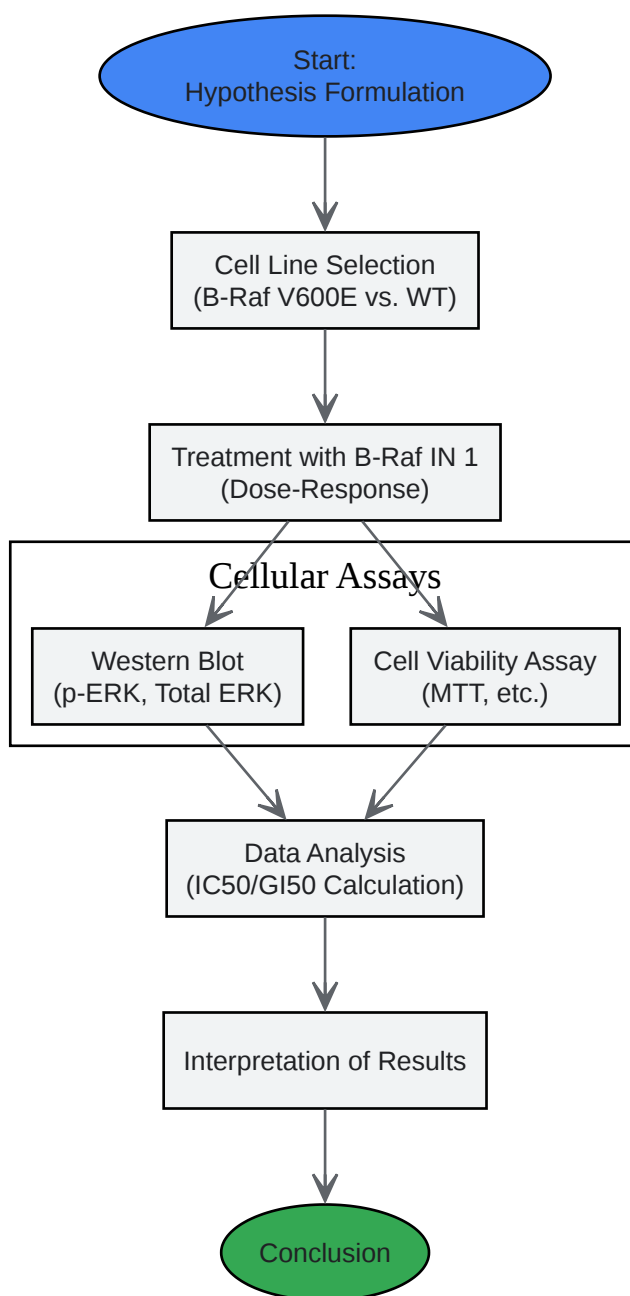 Start:
Hypothesis Formulation
Cell Line Selection
(B-Raf V600E vs. WT)
Treatment with B-Raf IN 1
(Dose-Response)
Cellular Assays
Western Blot
(p-ERK, Total ERK)
Cell Viability Assay
(MTT, etc.)
Data Analysis
(IC50/GI50 Calculation)
Interpretation of Results
Conclusion